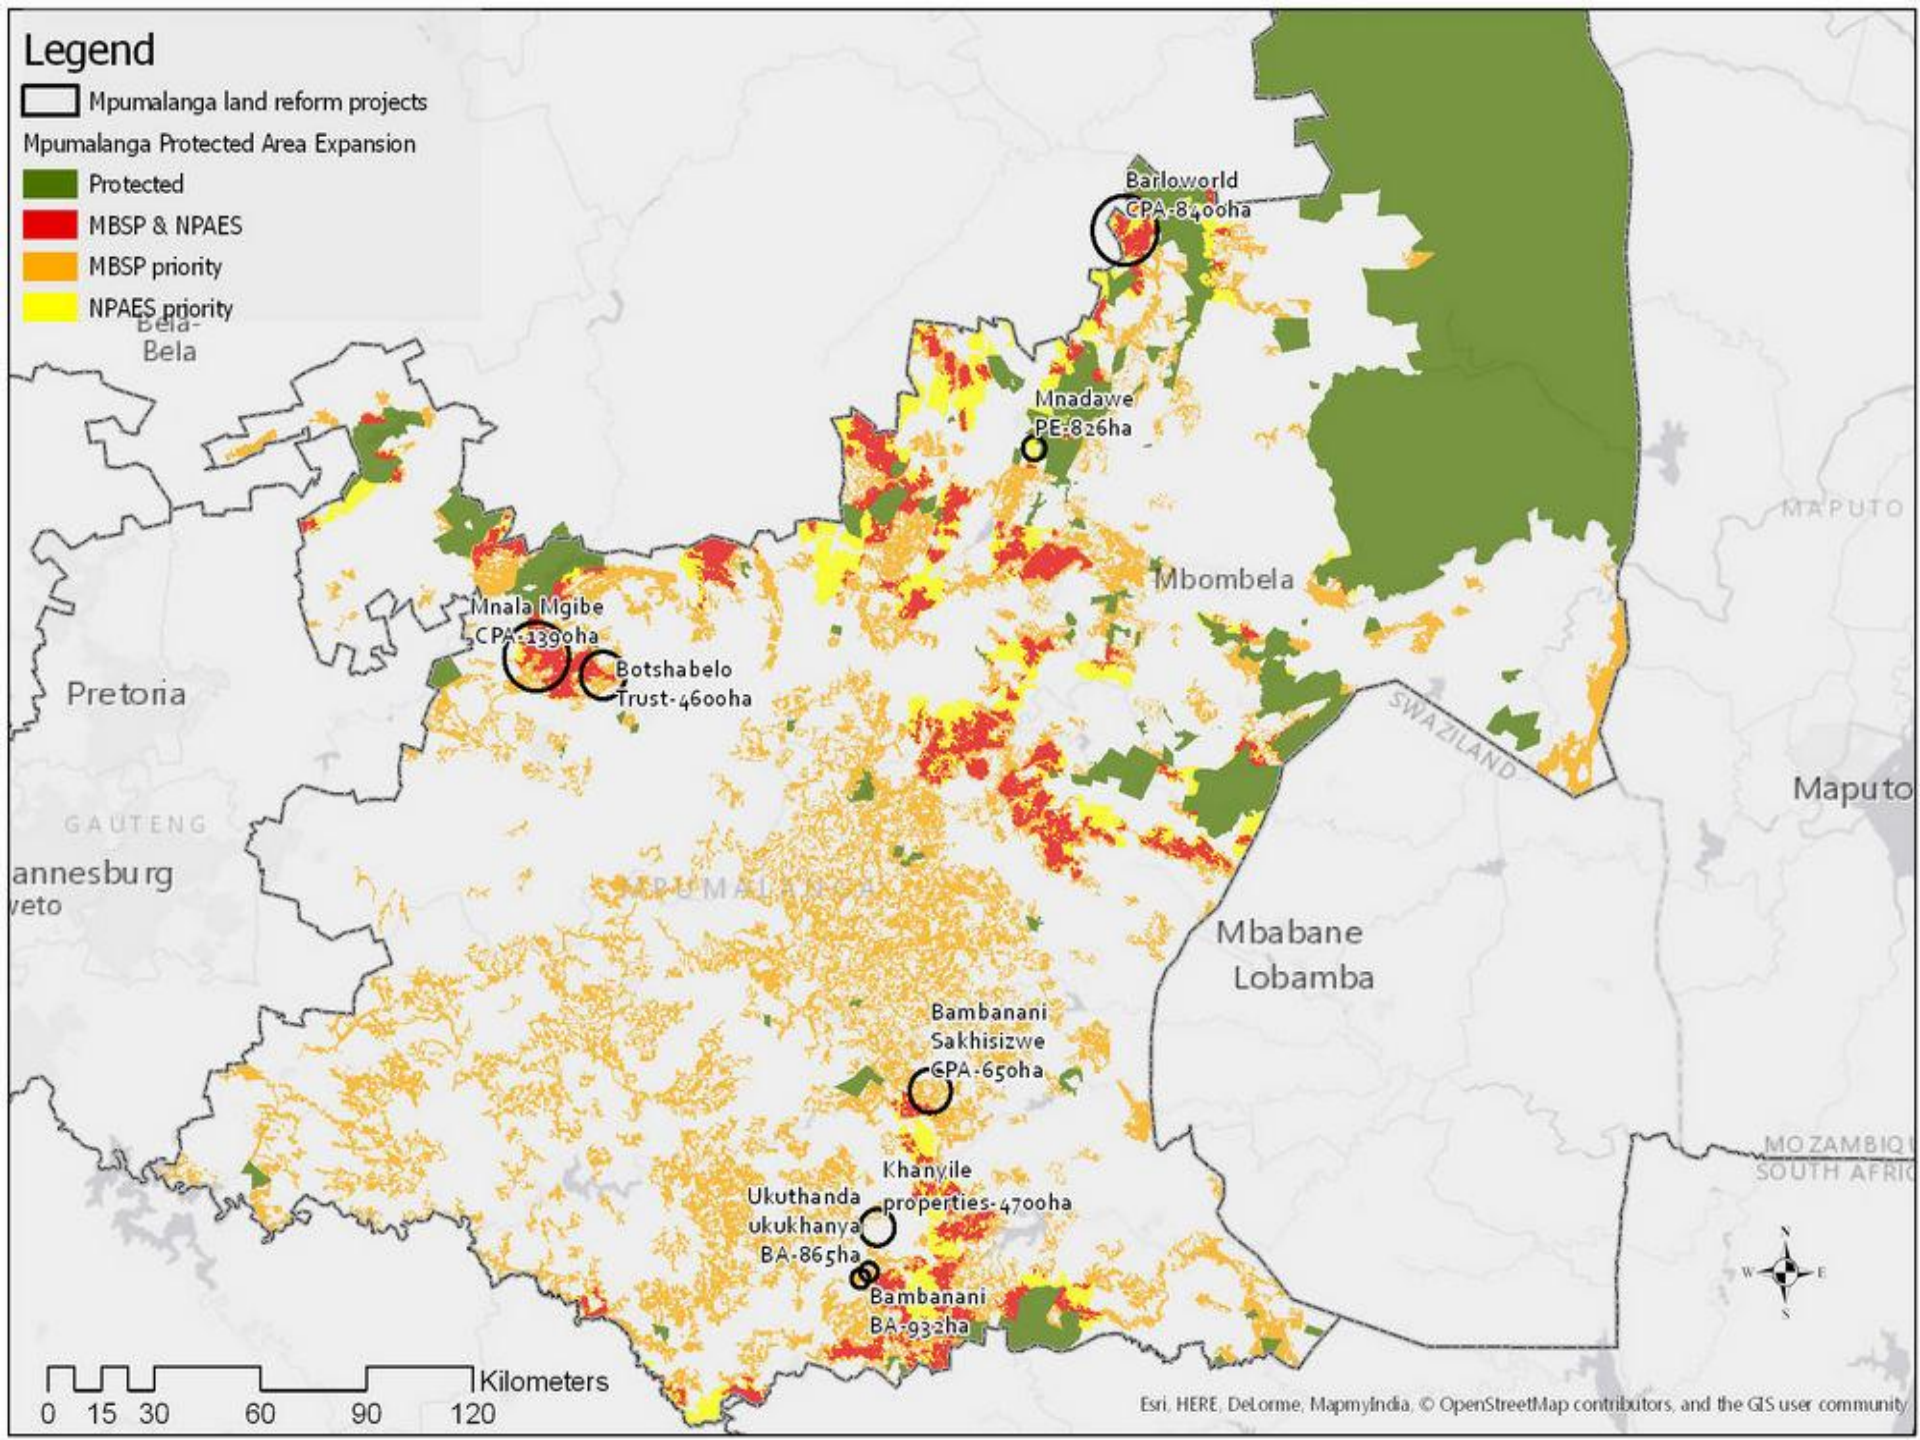 Legend
Mpumalanga land reform projects
Mpumalanga Protected Area Expansion
Protected
MBSP & NPAES
MBSP priority
NPAES priority
Bela-
Bela
Barloworld
CPA-8400ha
Mnadawe
PE-826ha
MAPUTO
Mbombela
Mnala Mgibe
CPA-1390ha
Botshabelo
Trust-4600ha
Pretoria
SWAZILAND
Maputo
GAUTENG
annesburg
veto
MPUMALANGA
Mbabane
Lobamba
Bambanani
Sakhisizwe
CPA-650ha
MOZAMBIQU
SOUTH AFRIC
Khanyile
properties-4700ha
Ukuthanda
ukukhanya
BA-865ha
Bambanani
BA-932ha
N
W E
S
Kilometers
0 15 30 60 90 120
Esri, HERE, DeLorme, MapmyIndia, © OpenStreetMap contributors, and the GIS user community